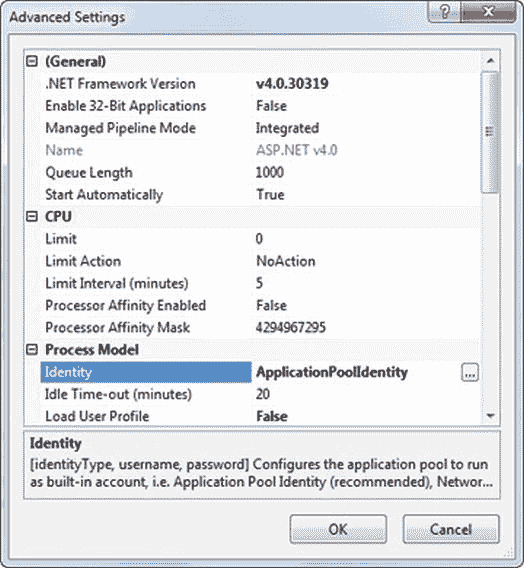 Advanced Settings
(General)
.NET Framework Version v4.0.30319
Enable 32-Bit Applications False
Managed Pipeline Mode Integrated
Name ASP.NET v4.0
Queue Length 1000
Start Automatically True
CPU
Limit 0
Limit Action NoAction
Limit Interval (minutes) 5
Processor Affinity Enabled False
Processor Affinity Mask 4294967295
Process Model
Identity ApplicationPoolIdentity ...
Idle Time-out (minutes) 20
Load User Profile False
Identity
[identityType, username, password] Configures the application pool to run
as built-in account, i.e. Application Pool Identity (recommended), Networ...
OK Cancel